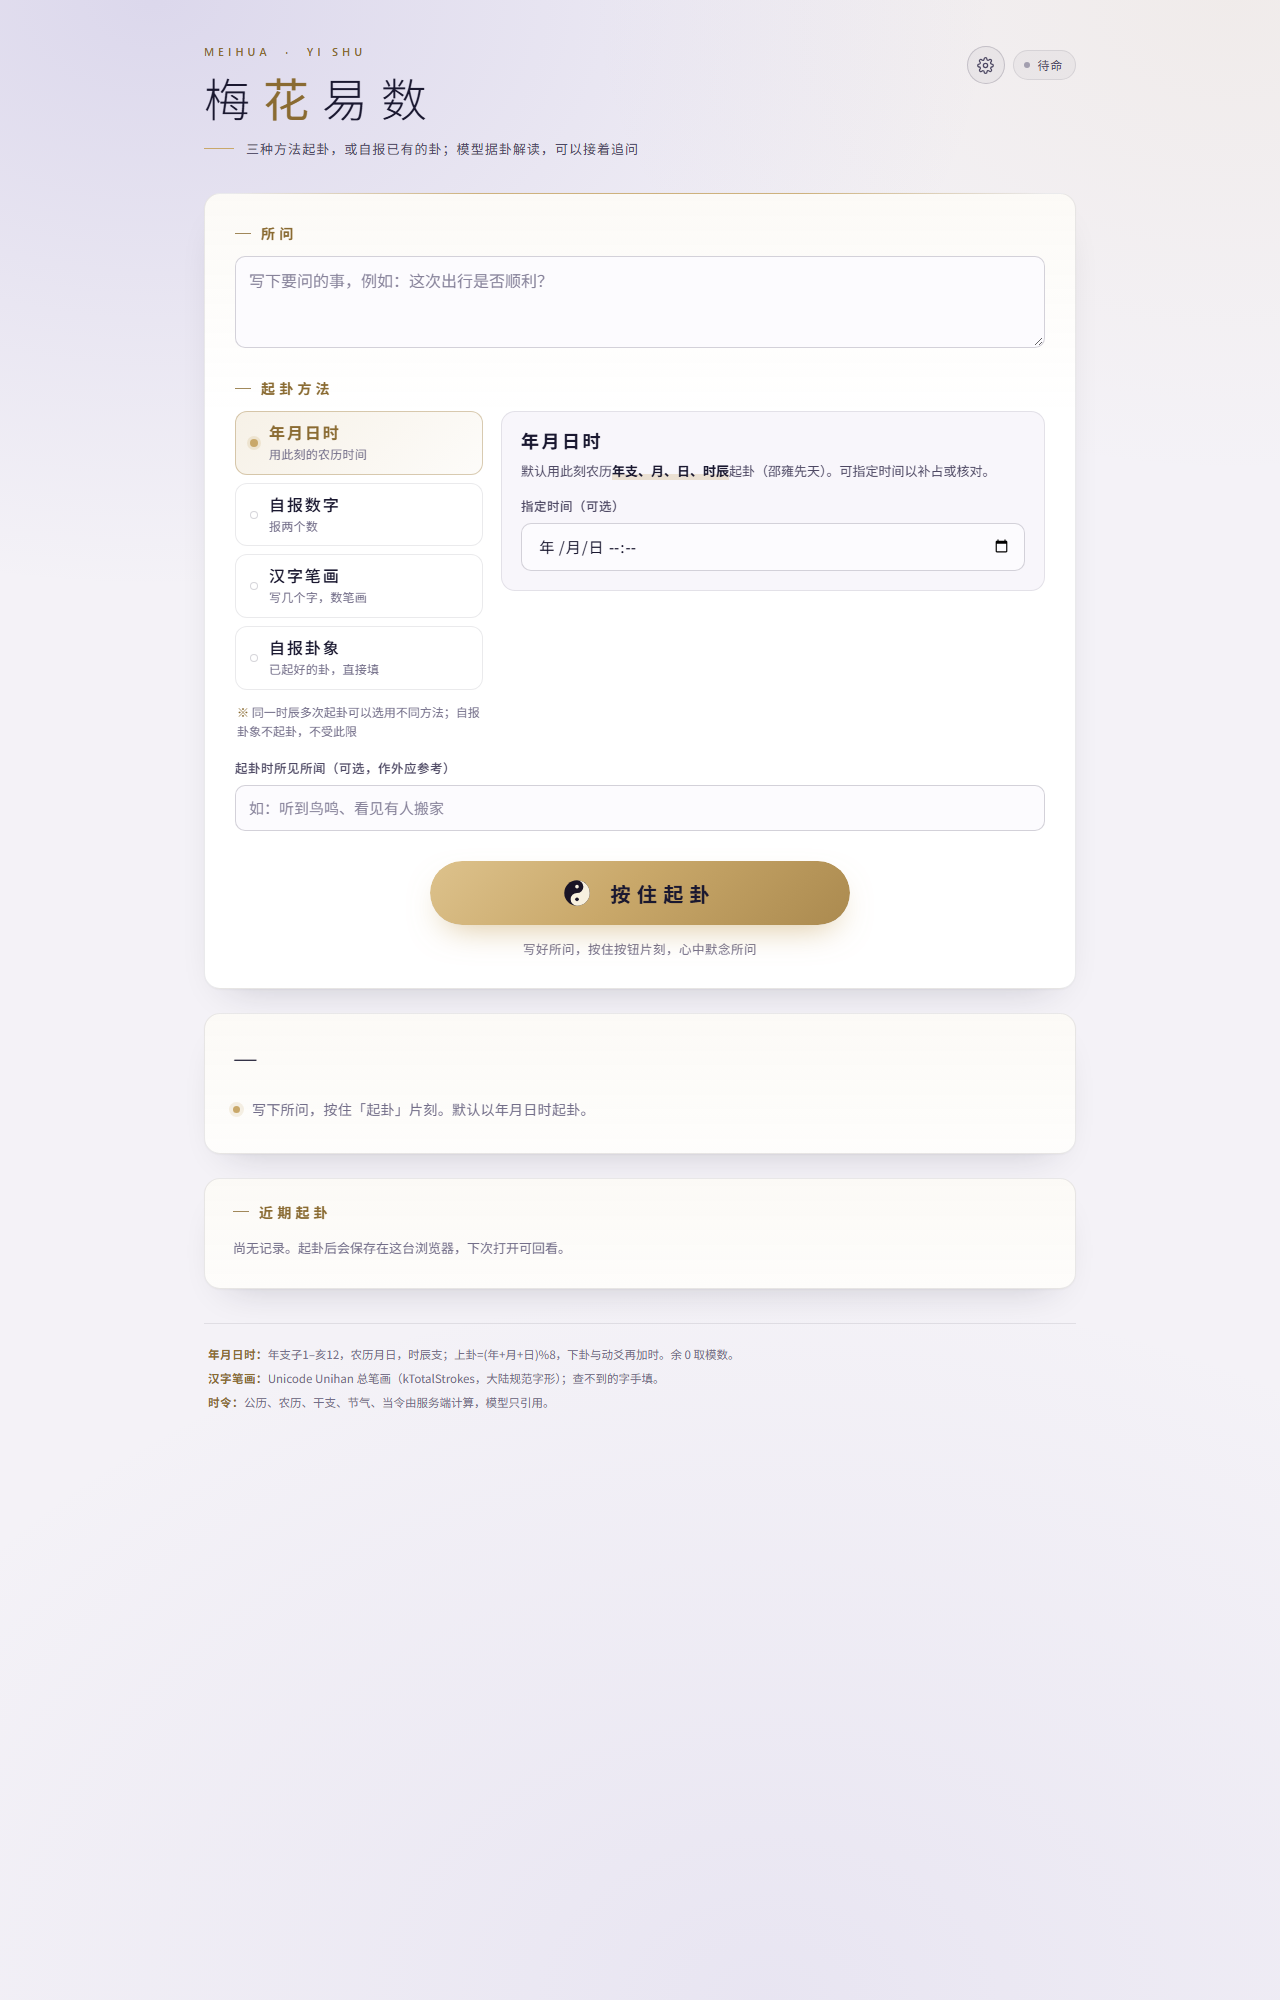 MEIHUA · YI SHU
梅花易数
待命
三种方法起卦，或自报已有的卦；模型据卦解读，可以接着追问
所问
写下要问的事，例如：这次出行是否顺利？
起卦方法
年月日时
用此刻的农历时间
自报数字
报两个数
汉字笔画
写几个字，数笔画
自报卦象
已起好的卦，直接填
※ 同一时辰多次起卦可以选用不同方法；自报
卦象不起卦，不受此限
年月日时
默认用此刻农历年支、月、日、时辰起卦（邵雍先天）。可指定时间以补占或核对。
指定时间（可选）
年 /月/日 --:--
起卦时所见所闻（可选，作外应参考）
如：听到鸟鸣、看见有人搬家
按住起卦
写好所问，按住按钮片刻，心中默念所问
—
写下所问，按住「起卦」片刻。默认以年月日时起卦。
近期起卦
尚无记录。起卦后会保存在这台浏览器，下次打开可回看。
年月日时：年支子1–亥12，农历月日，时辰支；上卦=(年+月+日)%8，下卦与动爻再加时。余 0 取模数。
汉字笔画：Unicode Unihan 总笔画（kTotalStrokes，大陆规范字形）；查不到的字手填。
时令：公历、农历、干支、节气、当令由服务端计算，模型只引用。